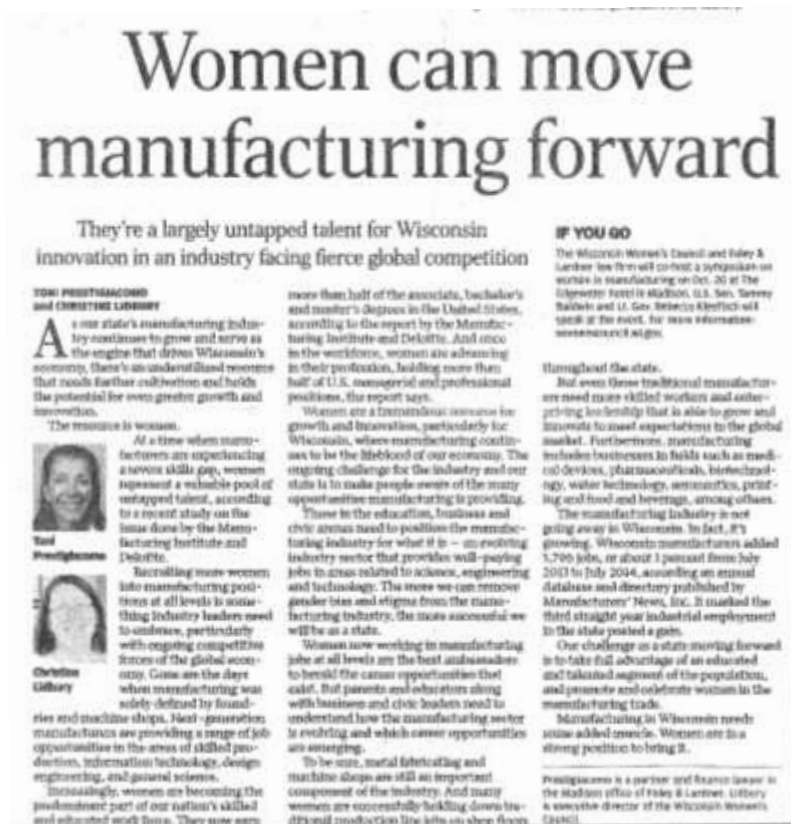 Women can move
manufacturing forward
They're a largely untapped talent for Wisconsin
innovation in an industry facing fierce global competition
TONI PRESTIGIACOMO
and CHRISTINE LIDBURY
As our state's manufacturing indus-
try continues to grow and serve as
the engine that drives Wisconsin's
economy, there's an underutilized resource
that needs further cultivation and holds
the potential for even greater growth and
innovation.
The resource is women.
At a time when manu-
facturers are experiencing
a severe skills gap, women
represent a valuable pool of
untapped talent, according
to a recent study on the
issue done by the Manu-
facturing Institute and
Deloitte.
Recruiting more women
into manufacturing posi-
tions at all levels is some-
thing industry leaders need
to embrace, particularly
with ongoing competitive
forces of the global econ-
omy. Gone are the days
when manufacturing was
solely defined by found-
ries and machine shops. Next-generation
manufacturers are providing a range of job
opportunities in the areas of skilled pro-
duction, information technology, design
engineering, and general science.
Increasingly, women are becoming the
predominant part of our nation's skilled
and educated work force. They now earn
Toni
Prestigiacomo
Christine
Lidbury
more than half of the associate, bachelor's
and master's degrees in the United States,
according to the report by the Manufac-
turing Institute and Deloitte. And once
in the workforce, women are advancing
in their profession, holding more than
half of U.S. managerial and professional
positions, the report says.
Women are a tremendous resource for
growth and innovation, particularly for
Wisconsin, where manufacturing contin-
ues to be the lifeblood of our economy. The
ongoing challenge for the industry and our
state is to make people aware of the many
opportunities manufacturing is providing.
Those in the education, business and
civic arenas need to position the manufac-
turing industry for what it is — an evolving
industry sector that provides well-paying
jobs in areas related to science, engineering
and technology. The more we can remove
gender bias and stigma from the manu-
facturing industry, the more successful we
will be as a state.
Women now working in manufacturing
jobs at all levels are the best ambassadors
to herald the career opportunities that
exist. But parents and educators along
with business and civic leaders need to
understand how the manufacturing sector
is evolving and which career opportunities
are emerging.
To be sure, metal fabricating and
machine shops are still an important
component of the industry. And many
women are successfully holding down tra-
ditional production line jobs on shop floors
IF YOU GO
The Wisconsin Women's Council and Foley &
Lardner law firm will co-host a symposium on
women in manufacturing on Oct. 20 at The
Edgewater hotel in Madison. U.S. Sen. Tammy
Baldwin and Lt. Gov. Rebecca Kleefisch will
speak at the event. For more information:
womenscouncil.wi.gov.
throughout the state.
But even these traditional manufactur-
ers need more skilled workers and enter-
prising leadership that is able to grow and
innovate to meet expectations in the global
market. Furthermore, manufacturing
includes businesses in fields such as medi-
cal devices, pharmaceuticals, biotechnol-
ogy, water technology, aeronautics, print-
ing and food and beverage, among others.
The manufacturing industry is not
going away in Wisconsin. In fact, it's
growing. Wisconsin manufacturers added
jobs, or about 1 percent from July
2013 to July 2014, according an annual
database and directory published by
Manufacturers' News, Inc. It marked the
third straight year industrial employment
in the state posted a gain.
Our challenge as a state moving forward
is to take full advantage of an educated
and talented segment of the population,
and promote and celebrate women in the
manufacturing trade.
Manufacturing in Wisconsin needs
some added muscle. Women are in a
strong position to bring it.
Prestigiacomo is a partner and finance lawyer in
the Madison office of Foley & Lardner. Lidbury
is executive director of the Wisconsin Women's
Council.